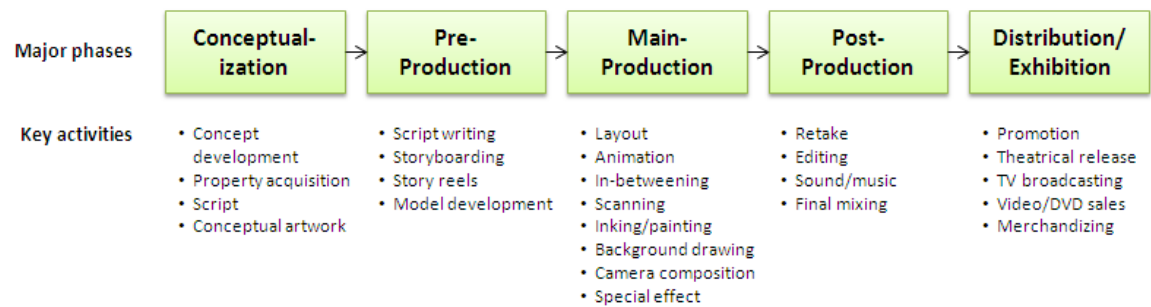 Major phases
Conceptual-
ization
Pre-
Production
Main-
Production
Post-
Production
Distribution/
Exhibition
Key activities
• Concept
development
• Property acquisition
• Script
• Conceptual artwork
• Script writing
• Storyboarding
• Story reels
• Model development
• Layout
• Animation
• In-betweening
• Scanning
• Inking/painting
• Background drawing
• Camera composition
• Special effect
• Retake
• Editing
• Sound/music
• Final mixing
• Promotion
• Theatrical release
• TV broadcasting
• Video/DVD sales
• Merchandizing